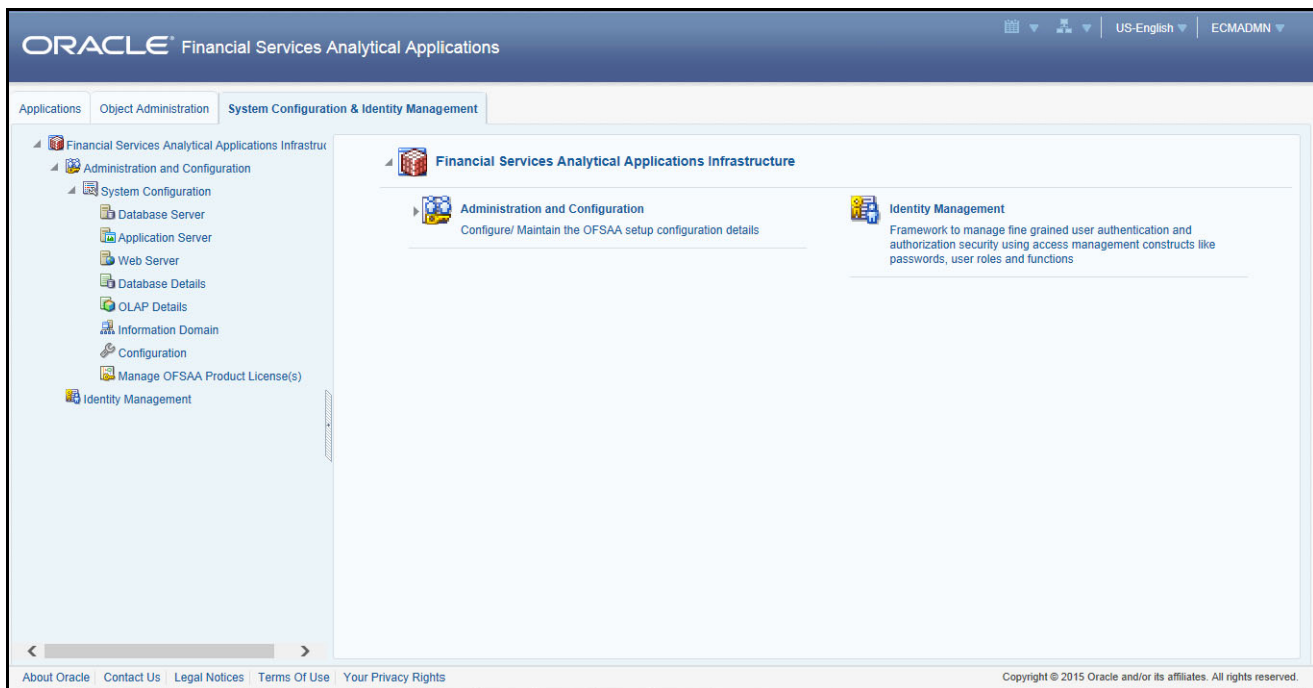 US-English ECMADMN
ORACLE® Financial Services Analytical Applications
Applications Object Administration System Configuration & Identity Management
Financial Services Analytical Applications Infrastruc
Administration and Configuration
System Configuration
Database Server
Application Server
Web Server
Database Details
OLAP Details
Information Domain
Configuration
Manage OFSAA Product License(s)
Identity Management
Financial Services Analytical Applications Infrastructure
Administration and Configuration
Configure/ Maintain the OFSAA setup configuration details
Identity Management
Framework to manage fine grained user authentication and
authorization security using access management constructs like
passwords, user roles and functions
About Oracle Contact Us Legal Notices Terms Of Use Your Privacy Rights
Copyright © 2015 Oracle and/or its affiliates. All rights reserved.